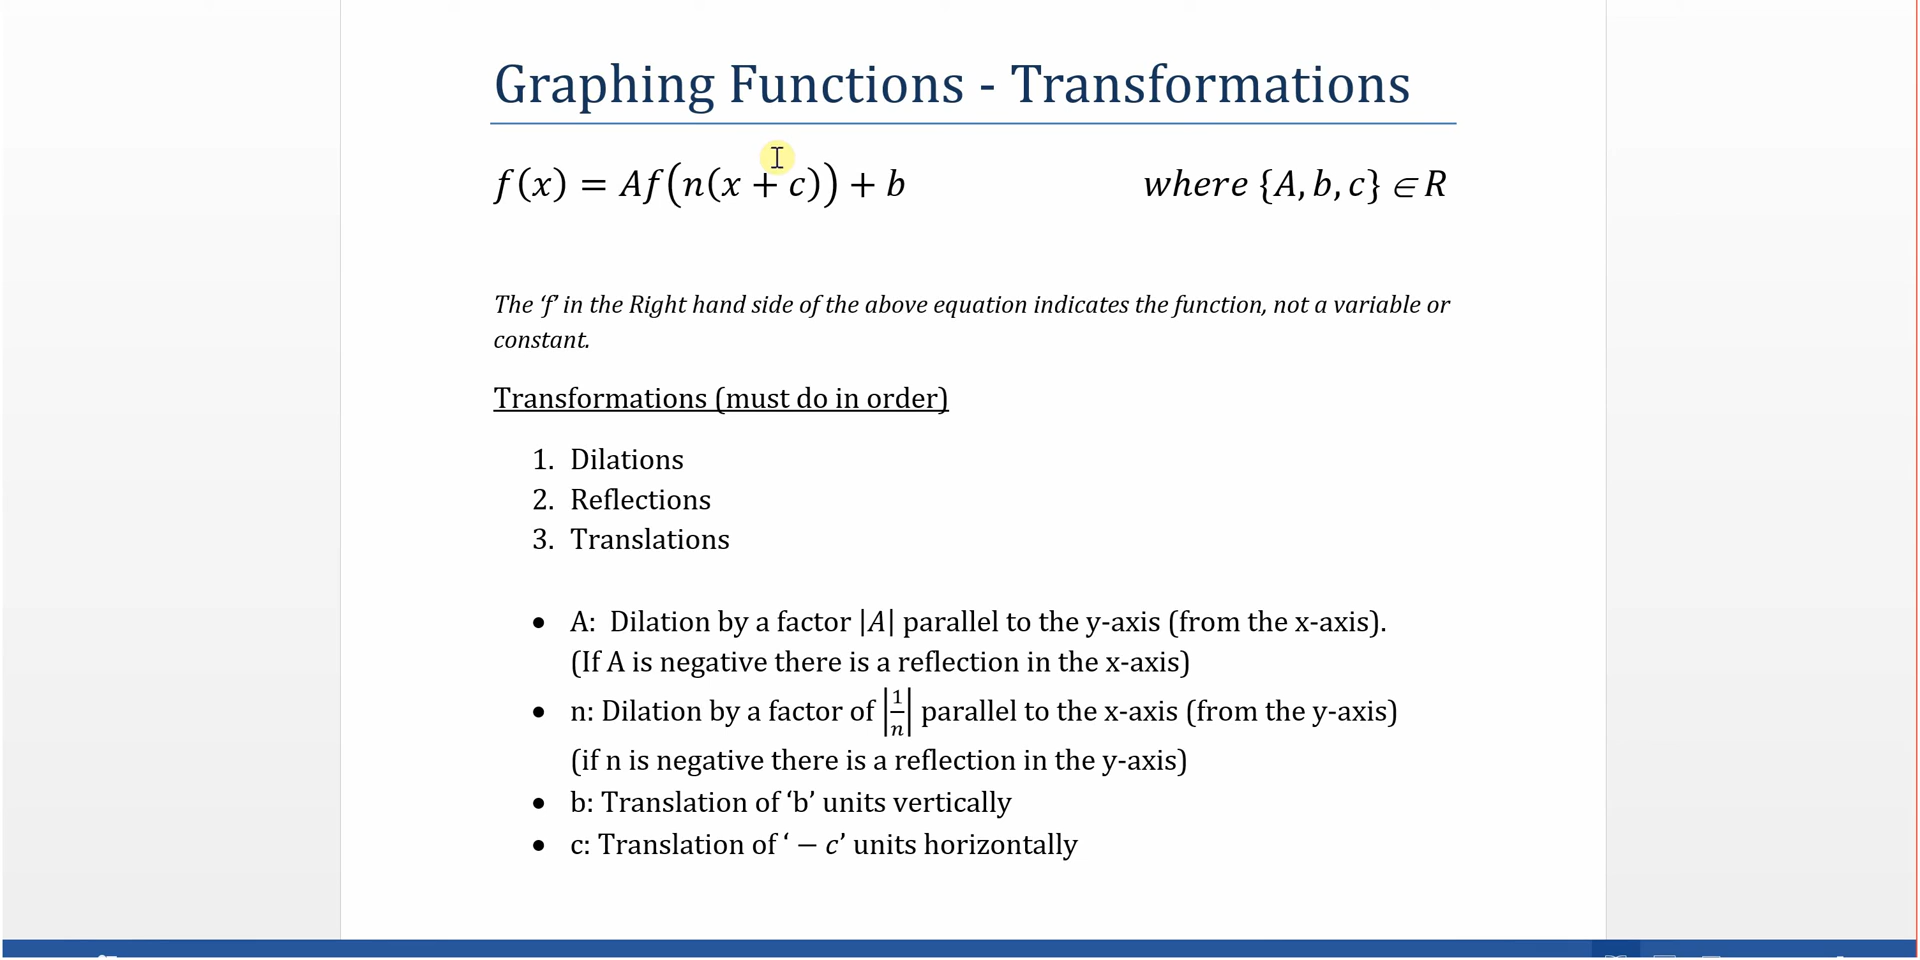 Graphing Functions - Transformations
f(x) = Af(n(x + c)) + b where {A, b, c} ∈ R
The ‘f’ in the Right hand side of the above equation indicates the function, not a variable or
constant.
Transformations (must do in order)
1. Dilations
2. Reflections
3. Translations
• A: Dilation by a factor |A| parallel to the y-axis (from the x-axis).
(If A is negative there is a reflection in the x-axis)
• n: Dilation by a factor of |1/n| parallel to the x-axis (from the y-axis)
(if n is negative there is a reflection in the y-axis)
• b: Translation of ‘b’ units vertically
• c: Translation of ‘ − c’ units horizontally